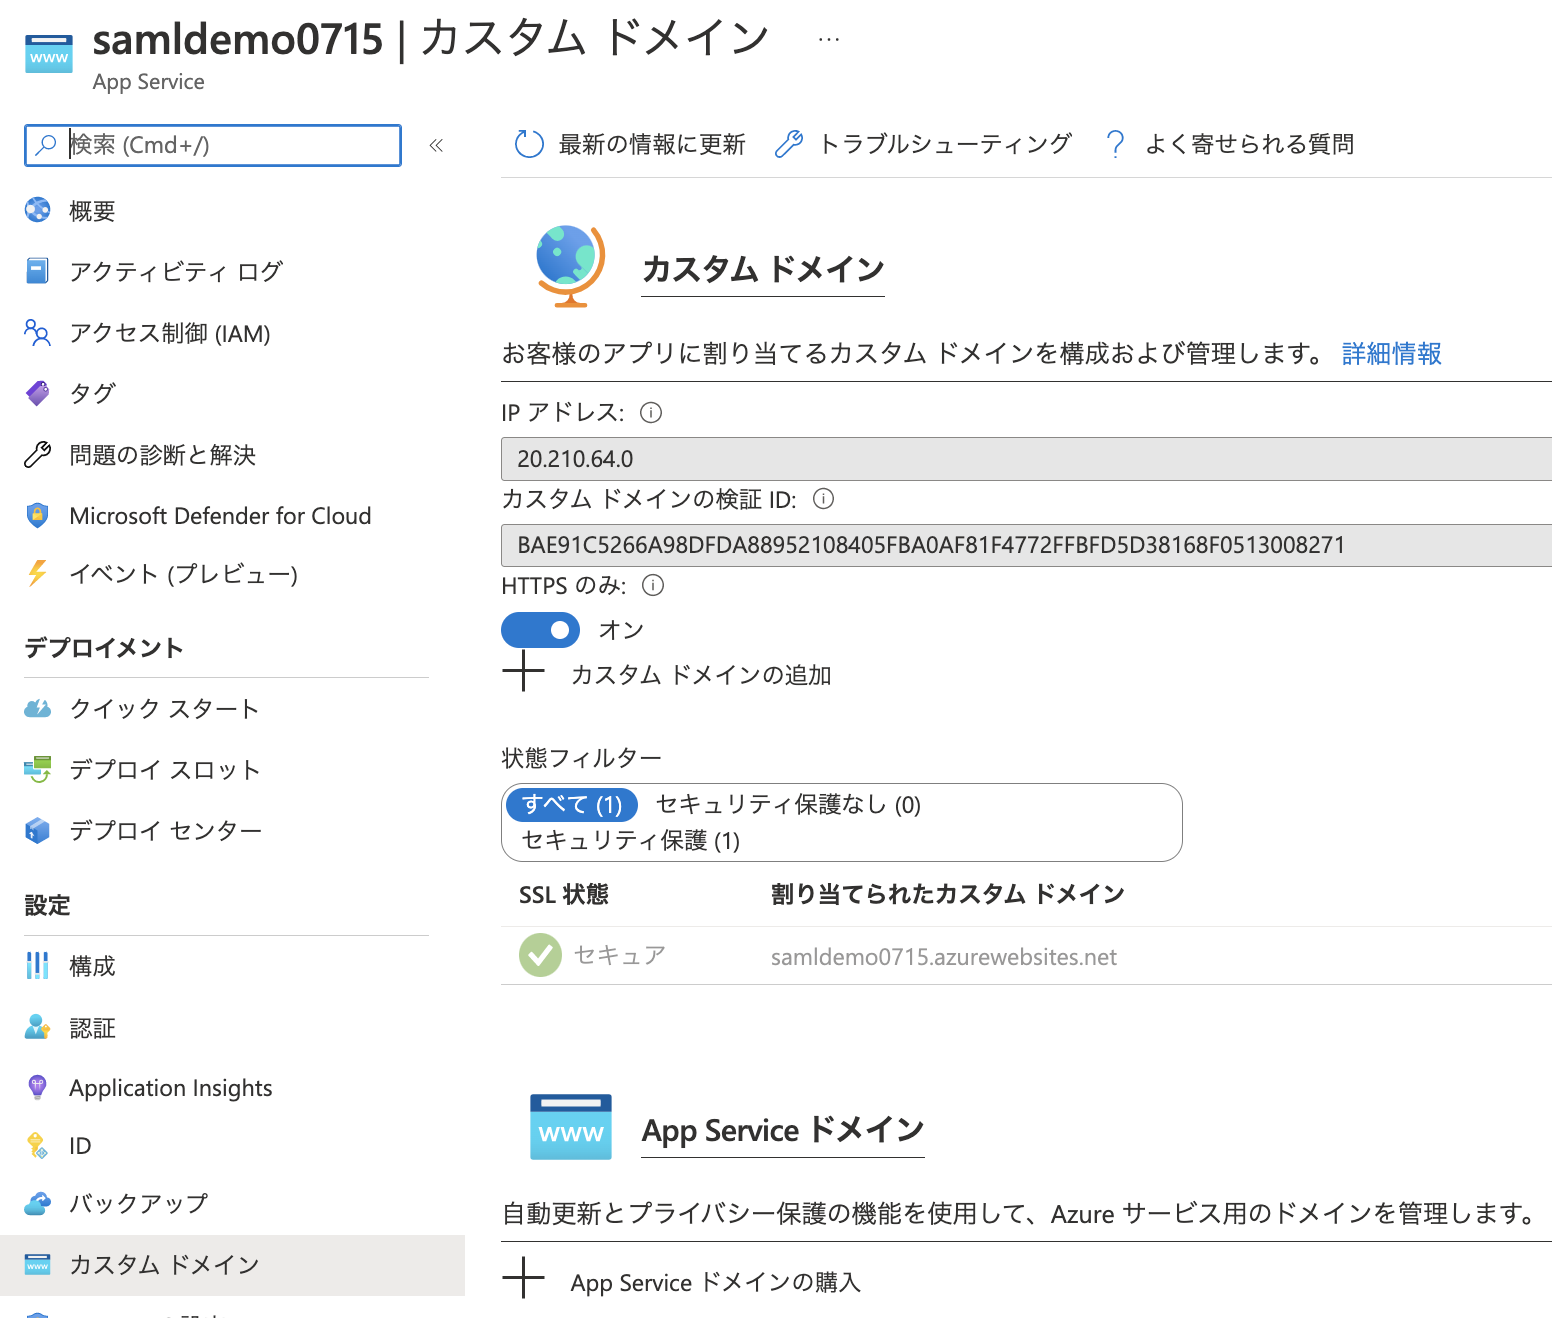 samldemo0715 | カスタム ドメイン ...
App Service
検索 (Cmd+/)
«
概要
アクティビティ ログ
アクセス制御 (IAM)
タグ
問題の診断と解決
Microsoft Defender for Cloud
イベント (プレビュー)
デプロイメント
クイック スタート
デプロイ スロット
デプロイ センター
設定
構成
認証
Application Insights
ID
バックアップ
カスタム ドメイン
最新の情報に更新 トラブルシューティング ? よく寄せられる質問
カスタム ドメイン
お客様のアプリに割り当てるカスタム ドメインを構成および管理します。 詳細情報
IP アドレス:
20.210.64.0
カスタム ドメインの検証 ID:
BAE91C5266A98DFDA88952108405FBA0AF81F4772FFBFD5D38168F0513008271
HTTPS のみ:
オン
カスタム ドメインの追加
状態フィルター
すべて (1) セキュリティ保護なし (0)
セキュリティ保護 (1)
SSL 状態 割り当てられたカスタム ドメイン
セキュア samldemo0715.azurewebsites.net
www
App Service ドメイン
自動更新とプライバシー保護の機能を使用して、Azure サービス用のドメインを管理します。
App Service ドメインの購入